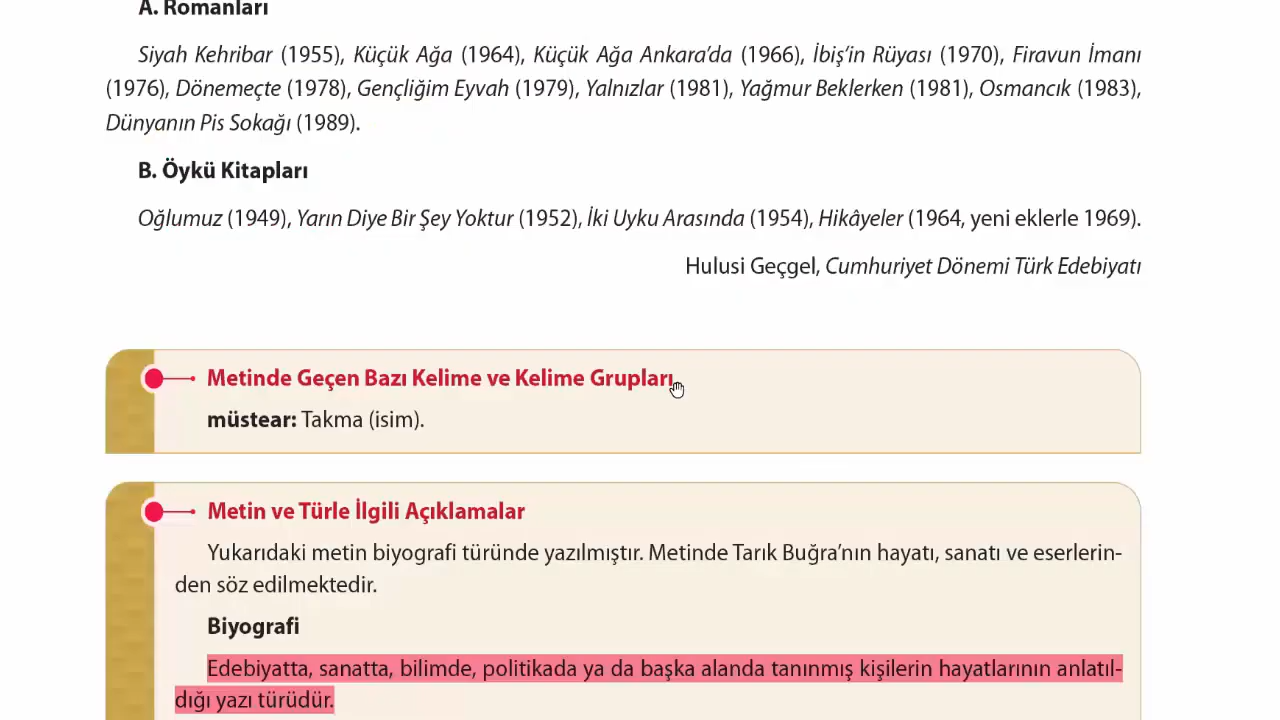 A. Romanları
Siyah Kehribar (1955), Küçük Ağa (1964), Küçük Ağa Ankara’da (1966), İbiş’in Rüyası (1970), Firavun İmanı
(1976), Dönemeçte (1978), Gençliğim Eyvah (1979), Yalnızlar (1981), Yağmur Beklerken (1981), Osmancık (1983),
Dünyanın Pis Sokağı (1989).
B. Öykü Kitapları
Oğlumuz (1949), Yarın Diye Bir Şey Yoktur (1952), İki Uyku Arasında (1954), Hikâyeler (1964, yeni eklerle 1969).
Hulusi Geçgel, Cumhuriyet Dönemi Türk Edebiyatı
Metinde Geçen Bazı Kelime ve Kelime Grupları
müstear: Takma (isim).
Metin ve Türle İlgili Açıklamalar
Yukarıdaki metin biyografi türünde yazılmıştır. Metinde Tarık Buğra’nın hayatı, sanatı ve eserlerin-
den söz edilmektedir.
Biyografi
Edebiyatta, sanatta, bilimde, politikada ya da başka alanda tanınmış kişilerin hayatlarının anlatıl-
dığı yazı türüdür.